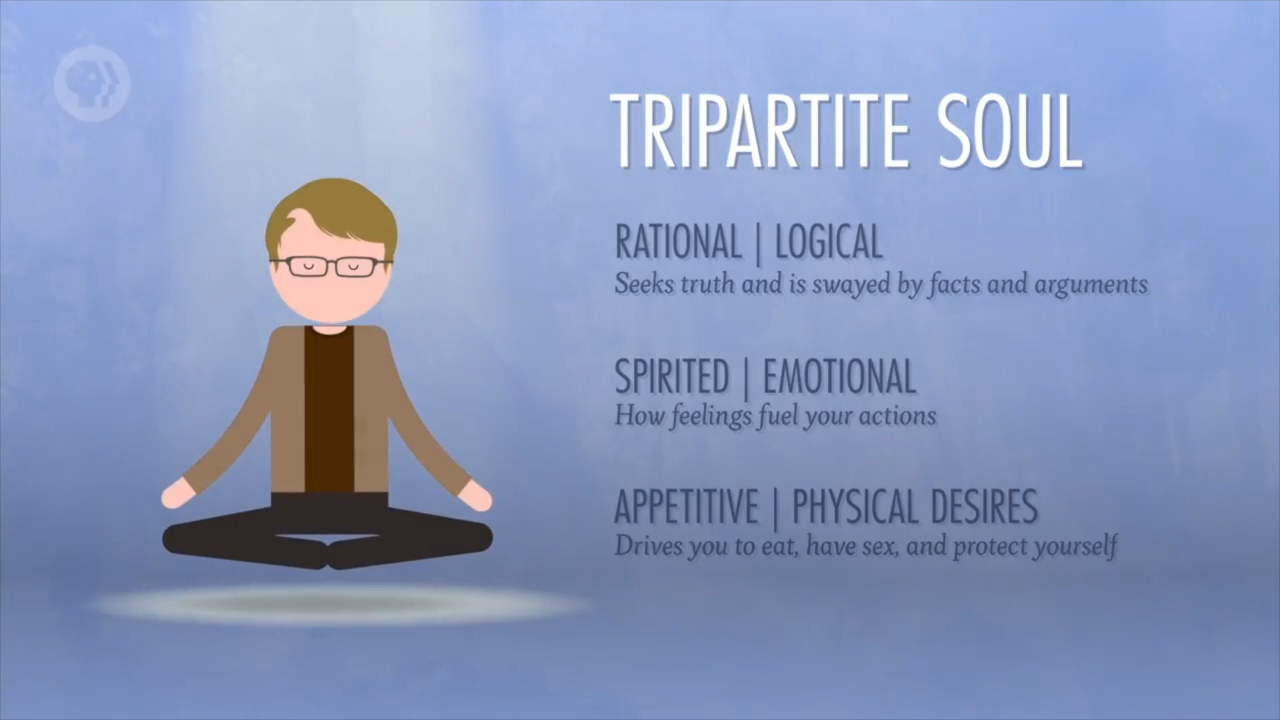 TRIPARTITE SOUL
RATIONAL | LOGICAL
Seeks truth and is swayed by facts and arguments
SPIRITED | EMOTIONAL
How feelings fuel your actions
APPETITIVE | PHYSICAL DESIRES
Drives you to eat, have sex, and protect yourself